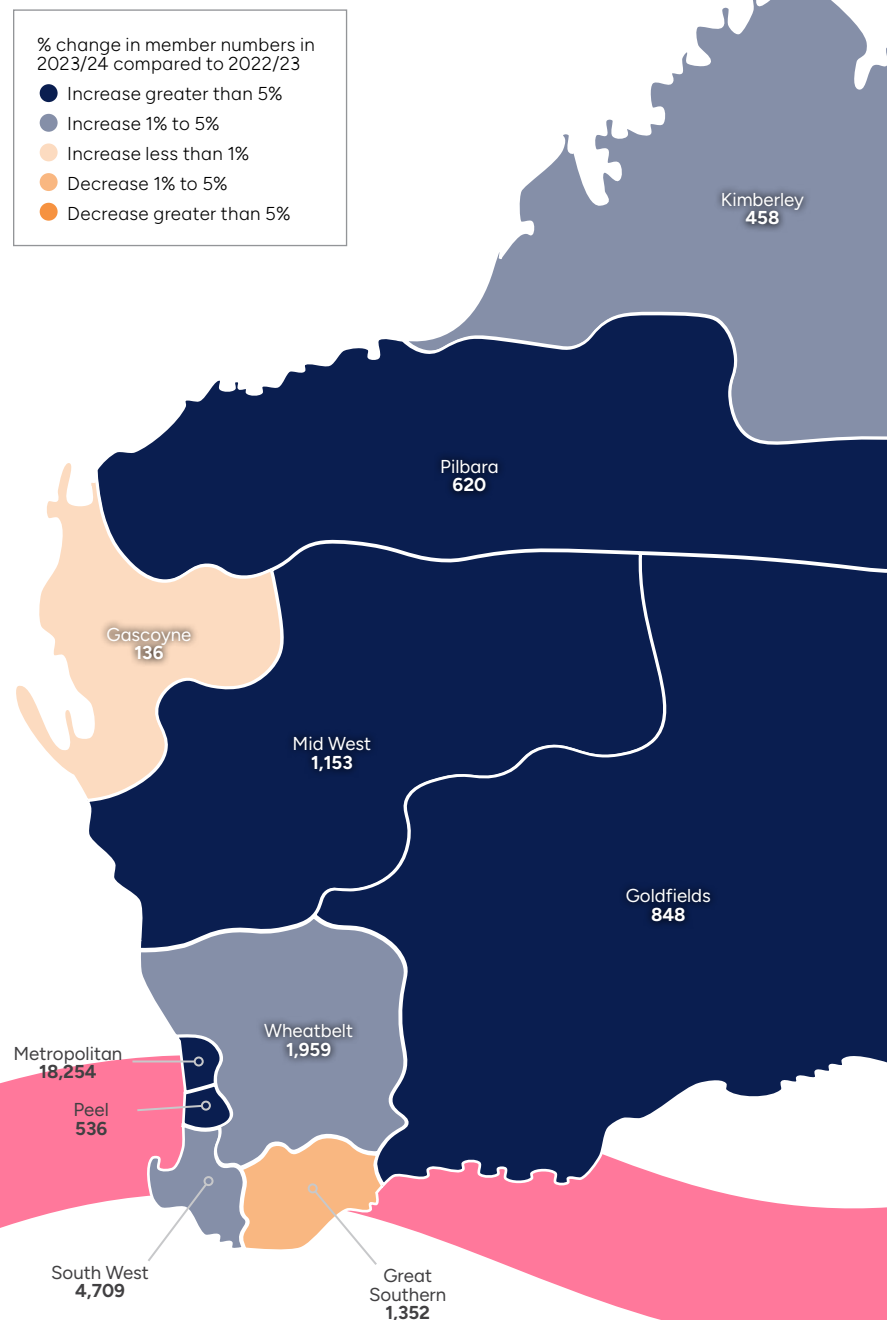 % change in member numbers in
2023/24 compared to 2022/23
Increase greater than 5%
Increase 1% to 5%
Increase less than 1%
Decrease 1% to 5%
Decrease greater than 5%
Kimberley
458
Pilbara
620
Gascoyne
136
Mid West
1,153
Goldfields
848
Wheatbelt
1,959
Metropolitan
18,254
Peel
536
South West
4,709
Great
Southern
1,352